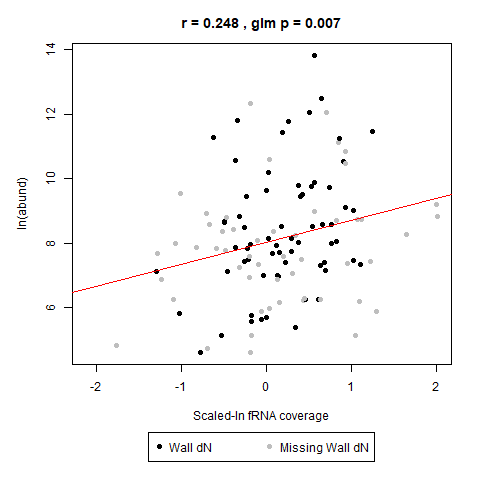 r = 0.248 , glm p = 0.007
ln(abund)
14
12
10
8
6
-2 -1 0 1 2
Scaled-ln fRNA coverage
Wall dN Missing Wall dN